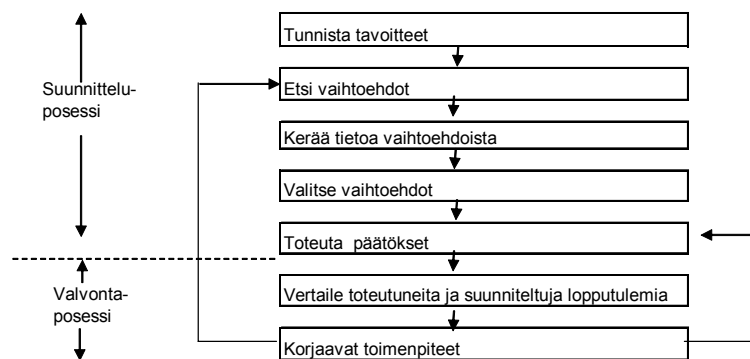 Tunnista tavoitteet
Suunnittelu-
posessi
Etsi vaihtoehdot
Kerää tietoa vaihtoehdoista
Valitse vaihtoehdot
Toteuta päätökset
Valvonta-
posessi
Vertaile toteutuneita ja suunniteltuja lopputulemia
Korjaavat toimenpiteet